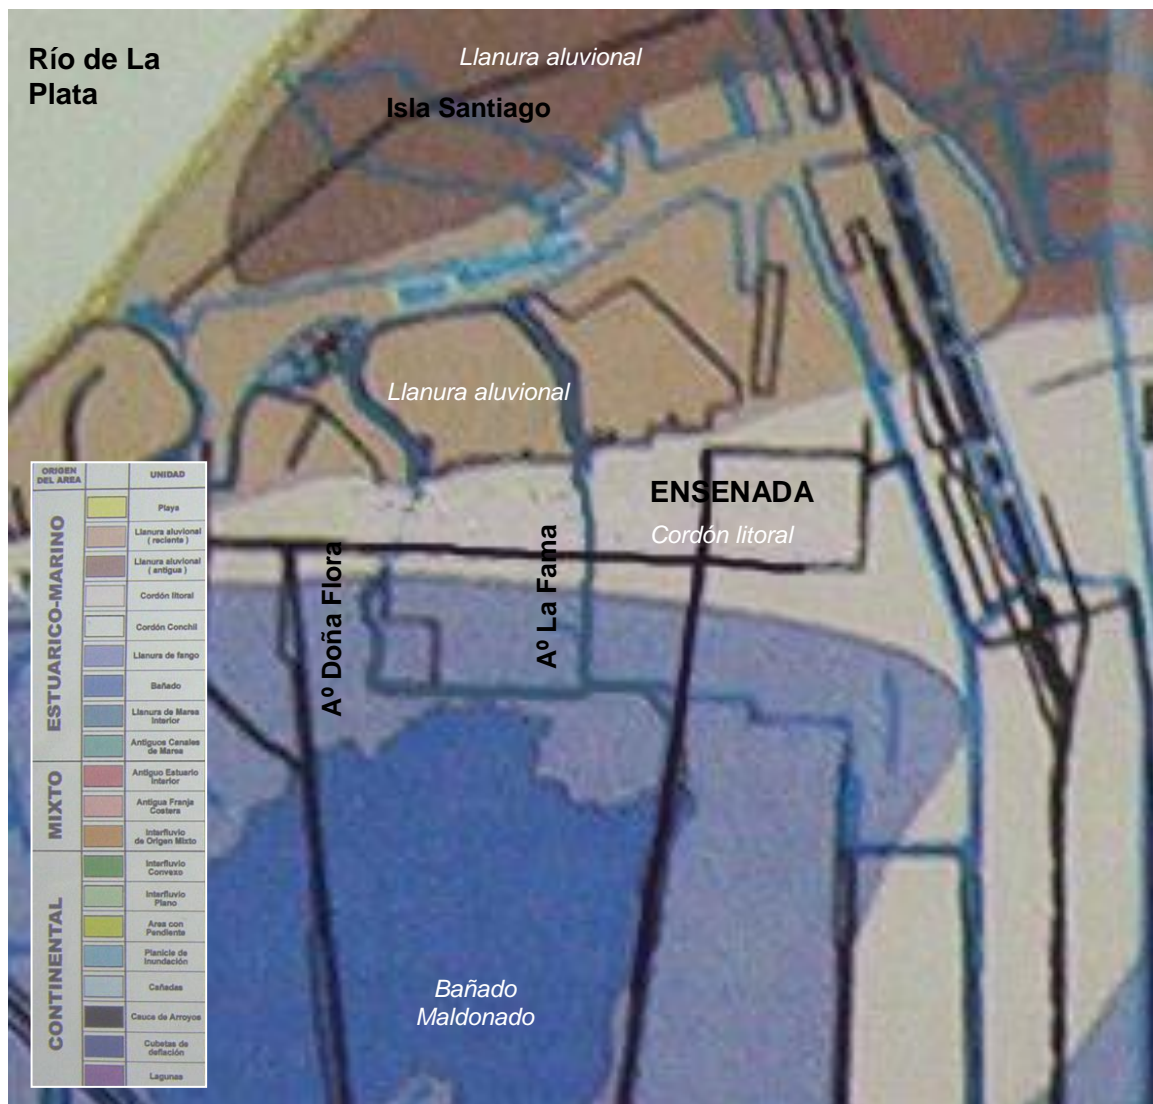 Río de La
Plata
Llanura aluvional
Isla Santiago
Llanura aluvional
ENSENADA
Cordón litoral
Aº Doña Flora
Aº La Fama
Bañado
Maldonado
ORIGEN
DEL AREA
UNIDAD
ESTUARICO-MARINO
Playa
Llanura aluvional
( reciente )
Llanura aluvional
( antigua )
Cordón litoral
Cordón Conchil
Llanura de fango
Bañado
Llanura de Marea
Interior
Antiguos Canales
de Marea
MIXTO
Antiguo Estuario
Interior
Antigua Franja
Costera
Interfluvio
de Origen Mixto
CONTINENTAL
Interfluvio
Convexo
Interfluvio
Plano
Area con
Pendiente
Planicie de
Inundación
Cañadas
Cauce de Arroyos
Cubetas de
deflación
Lagunas